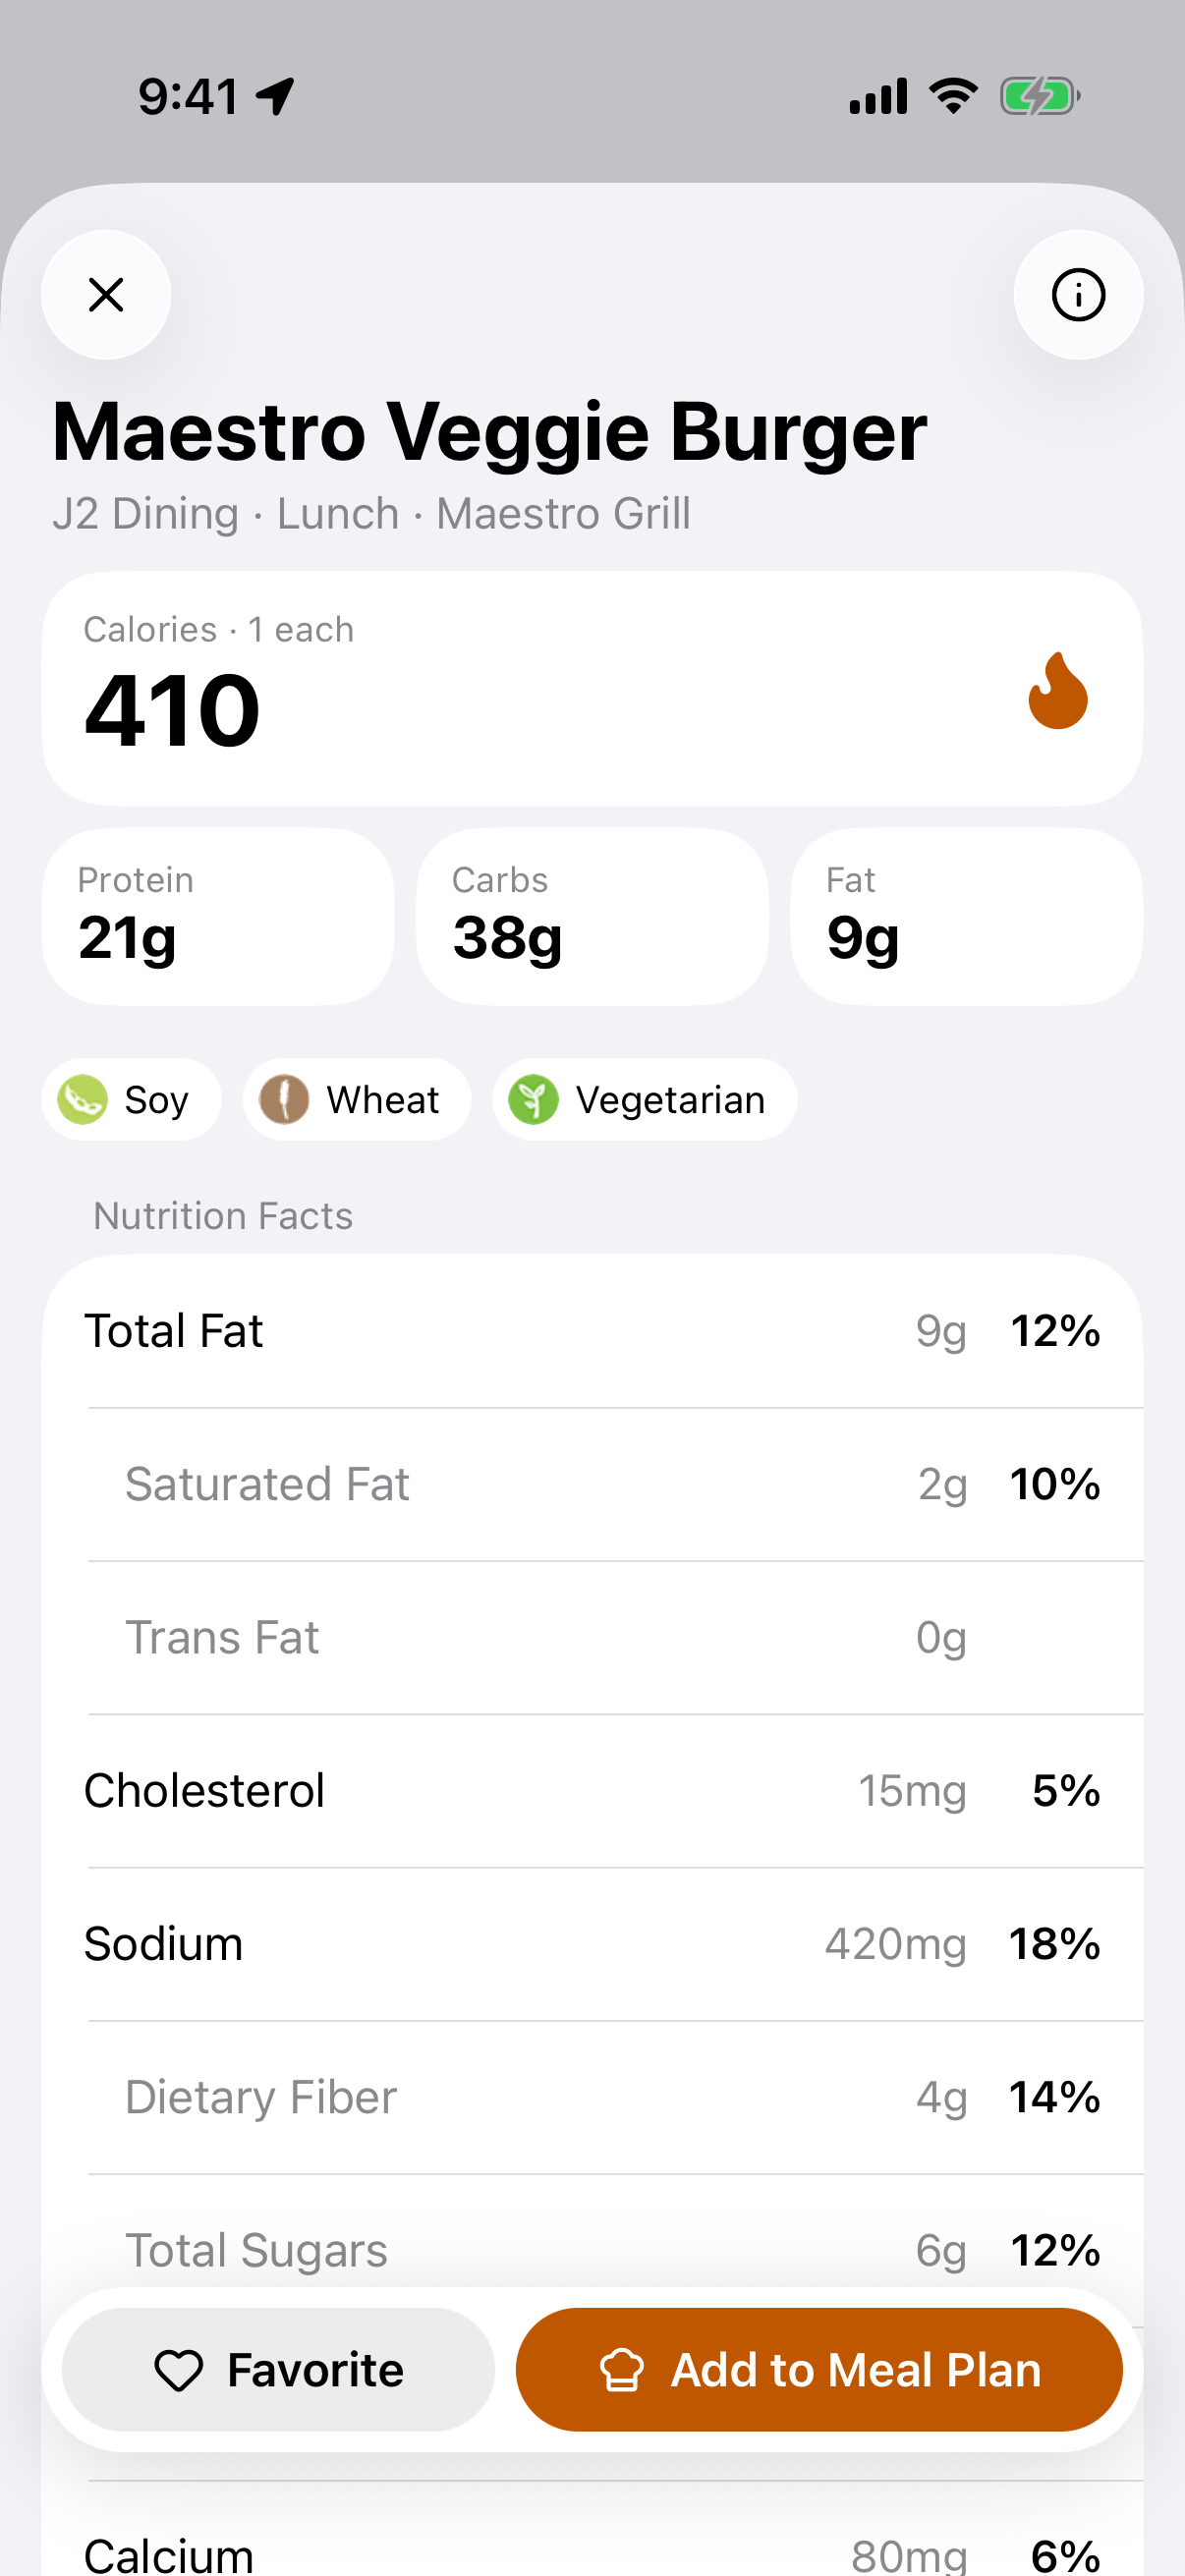 9:41
Maestro Veggie Burger
J2 Dining · Lunch · Maestro Grill
Calories · 1 each
410
Protein
21g
Carbs
38g
Fat
9g
Soy
Wheat
Vegetarian
Nutrition Facts
Total Fat 9g 12%
Saturated Fat 2g 10%
Trans Fat 0g
Cholesterol 15mg 5%
Sodium 420mg 18%
Dietary Fiber 4g 14%
Total Sugars 6g 12%
Favorite
Add to Meal Plan
Calcium 80mg 6%